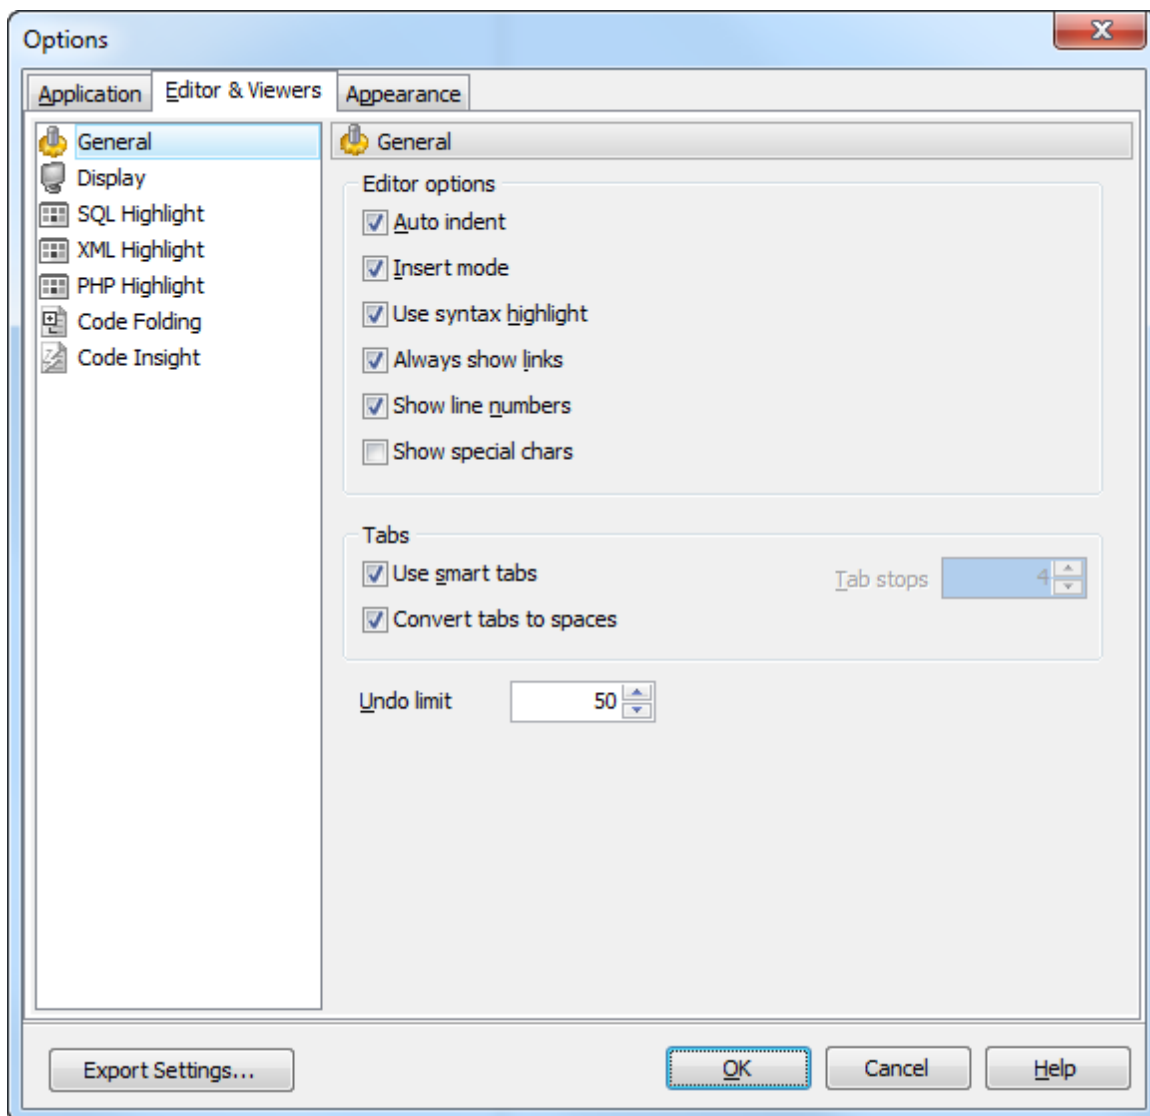 Options
Application
Editor & Viewers
Appearance
General
Display
SQL Highlight
XML Highlight
PHP Highlight
Code Folding
Code Insight
General
Editor options
Auto indent
Insert mode
Use syntax highlight
Always show links
Show line numbers
Show special chars
Tabs
Use smart tabs
Tab stops 4
Convert tabs to spaces
Undo limit 50
Export Settings...
OK
Cancel
Help